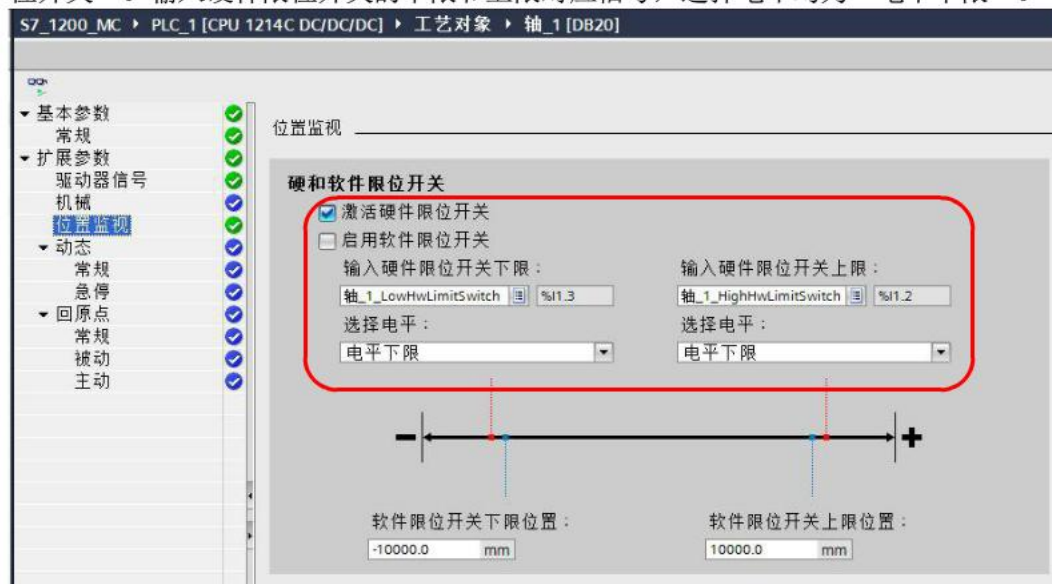 S7_1200_MC ▸ PLC_1 [CPU 1214C DC/DC/DC] ▸ 工艺对象 ▸ 轴_1 [DB20]
基本参数
常规
扩展参数
驱动器信号
机械
位置监视
动态
常规
急停
回原点
常规
被动
主动
位置监视
硬和软件限位开关
激活硬件限位开关
启用软件限位开关
输入硬件限位开关下限： 输入硬件限位开关上限：
轴_1_LowHwLimitSwitch %I1.3 轴_1_HighHwLimitSwitch %I1.2
选择电平： 选择电平：
电平下限 电平下限
- +
软件限位开关下限位置： 软件限位开关上限位置：
-10000.0 mm 10000.0 mm